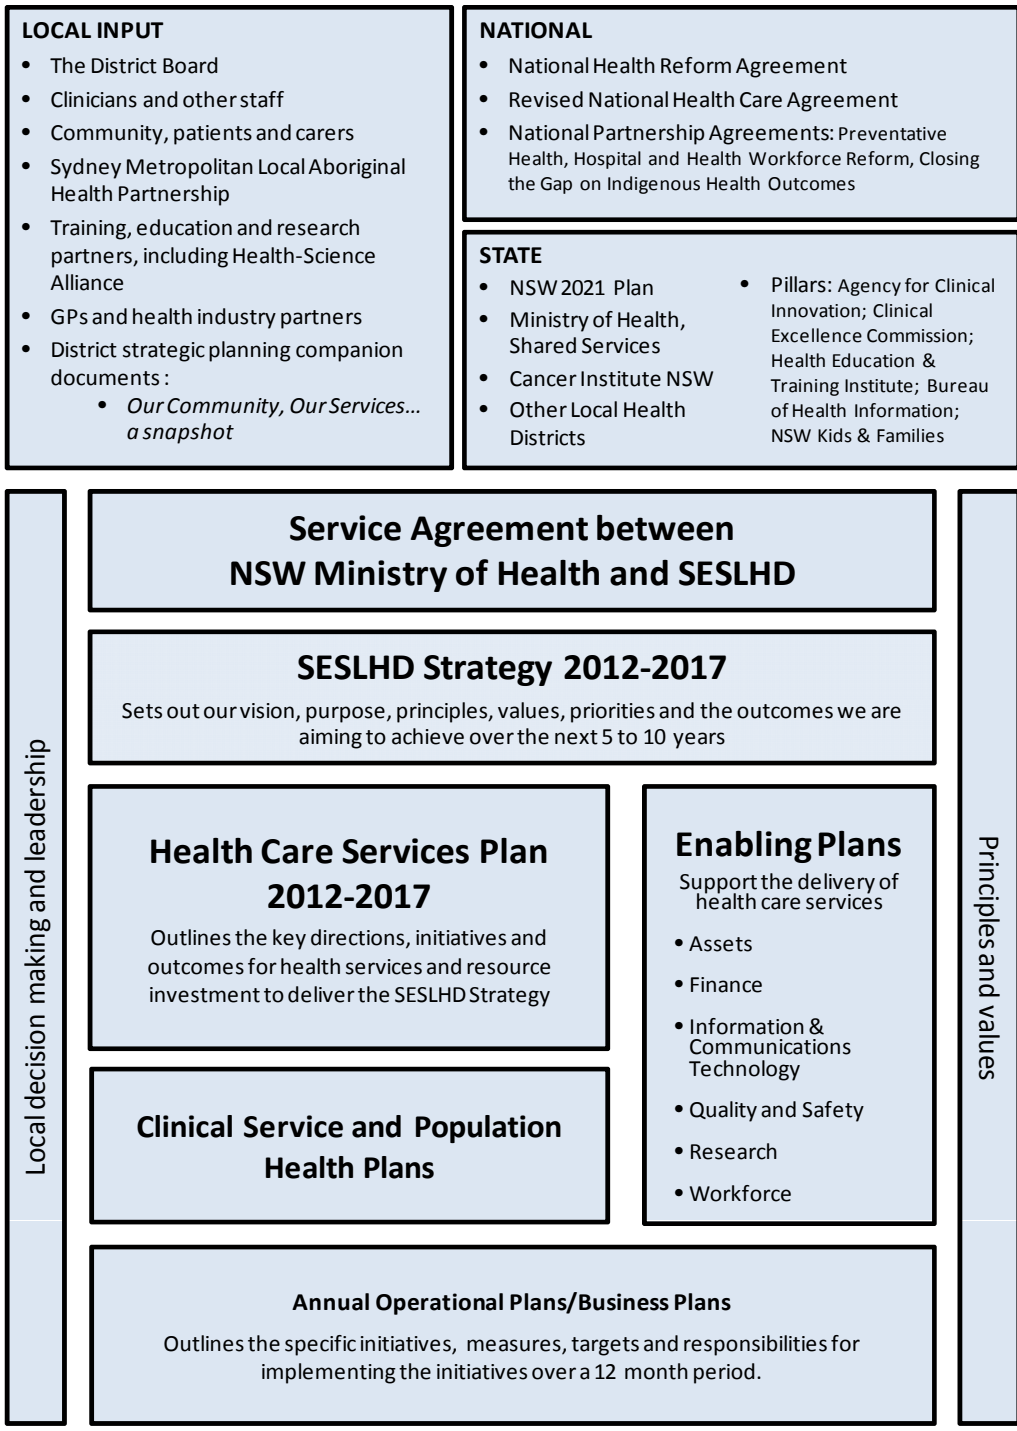 LOCAL INPUT
• The District Board
• Clinicians and other staff
• Community, patients and carers
• Sydney Metropolitan Local Aboriginal
Health Partnership
• Training, education and research
partners, including Health-Science
Alliance
• GPs and health industry partners
• District strategic planning companion
documents :
• Our Community, Our Services...
a snapshot
NATIONAL
• National Health Reform Agreement
• Revised National Health Care Agreement
• National Partnership Agreements: Preventative
Health, Hospital and Health Workforce Reform, Closing
the Gap on Indigenous Health Outcomes
STATE
• NSW 2021 Plan
• Ministry of Health,
Shared Services
• Cancer Institute NSW
• Other Local Health
Districts
• Pillars: Agency for Clinical
Innovation; Clinical
Excellence Commission;
Health Education &
Training Institute; Bureau
of Health Information;
NSW Kids & Families
Local decision making and leadership
Service Agreement between
NSW Ministry of Health and SESLHD
SESLHD Strategy 2012-2017
Sets out our vision, purpose, principles, values, priorities and the outcomes we are
aiming to achieve over the next 5 to 10 years
Health Care Services Plan
2012-2017
Outlines the key directions, initiatives and
outcomes for health services and resource
investment to deliver the SESLHD Strategy
Clinical Service and Population
Health Plans
Enabling Plans
Support the delivery of
health care services
• Assets
• Finance
• Information &
Communications
Technology
• Quality and Safety
• Research
• Workforce
Annual Operational Plans/Business Plans
Outlines the specific initiatives, measures, targets and responsibilities for
implementing the initiatives over a 12 month period.
Principles and values